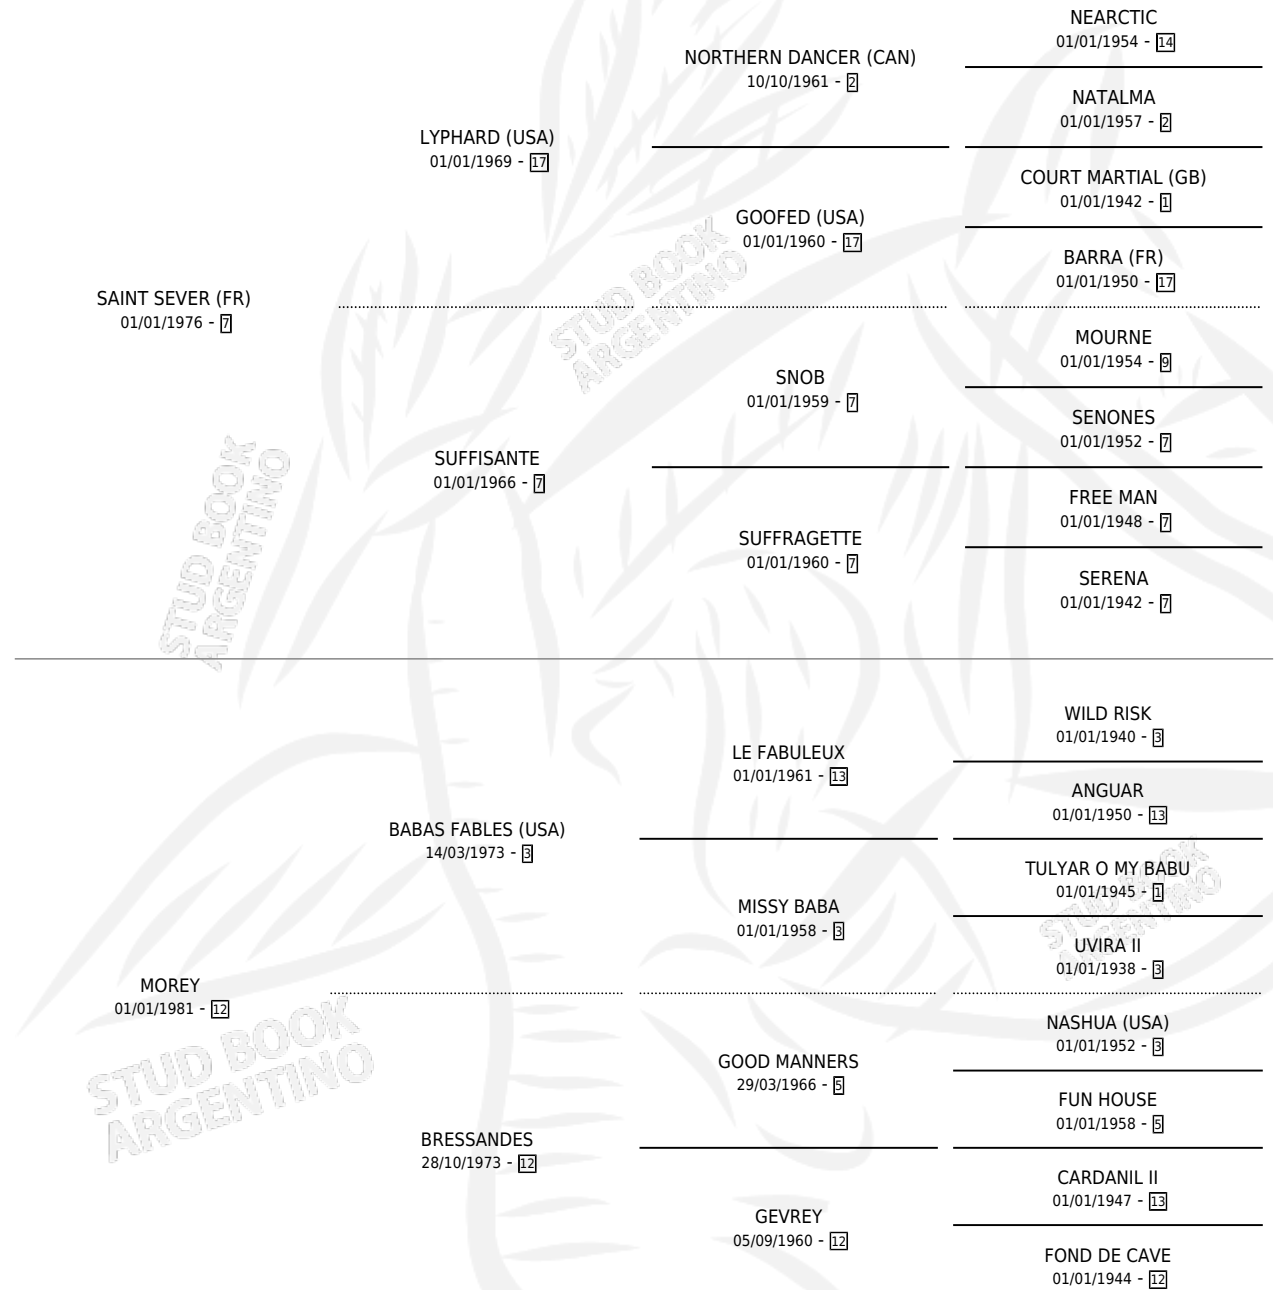 NEARCTIC
01/01/1954 - 14
NORTHERN DANCER (CAN)
10/10/1961 - 2
NATALMA
01/01/1957 - 2
LYPHARD (USA)
01/01/1969 - 17
COURT MARTIAL (GB)
01/01/1942 - 1
GOOFED (USA)
01/01/1960 - 17
BARRA (FR)
01/01/1950 - 17
SAINT SEVER (FR)
01/01/1976 - 7
STUD BOOK
ARGENTINO
MOURNE
01/01/1954 - 9
SNOB
01/01/1959 - 7
SENONES
01/01/1952 - 7
SUFFISANTE
01/01/1966 - 7
FREE MAN
01/01/1948 - 7
SUFFRAGETTE
01/01/1960 - 7
SERENA
01/01/1942 - 7
STUD BOOK
ARGENTINO
WILD RISK
01/01/1940 - 3
LE FABULEUX
01/01/1961 - 13
ANGUAR
01/01/1950 - 13
BABAS FABLES (USA)
14/03/1973 - 3
TULYAR O MY BABU
01/01/1945 - 1
MISSY BABA
01/01/1958 - 3
UVIRA II
01/01/1938 - 3
STUD BOOK
ARGENTINO
MOREY
01/01/1981 - 12
NASHUA (USA)
01/01/1952 - 3
GOOD MANNERS
29/03/1966 - 5
FUN HOUSE
01/01/1958 - 5
BRESSANDES
28/10/1973 - 12
CARDANIL II
01/01/1947 - 13
GEVREY
05/09/1960 - 12
FOND DE CAVE
01/01/1944 - 12
STUD BOOK
ARGENTINO